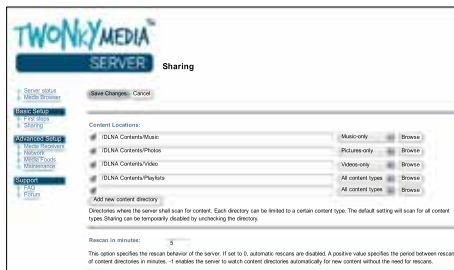 TWONKYMEDIA™
SERVER
Sharing
Server status
Media Browser
Save Changes Cancel
Basic Setup
First steps
Sharing
Content Locations:
Advanced Setup
Media Receivers
Network
Media Feeds
Maintenance
/DLNA Contents/Music Music-only Browse
/DLNA Contents/Photos Pictures-only Browse
/DLNA Contents/Video Videos-only Browse
/DLNA Contents/Playlists All content types Browse
All content types Browse
Support
FAQ
Forum
Add new content directory
Directories where the server shall scan for content. Each directory can be limited to a certain content type. The default setting will scan for all content
types.Sharing can be temporarily disabled by unchecking the directory.
Rescan in minutes: 5
This option specifies the rescan behavior of the server. If set to 0, automatic rescans are disabled. A positive value specifies the period between rescan
of content directories in minutes. -1 enables the server to watch content directories automatically for new content without the need for rescans.